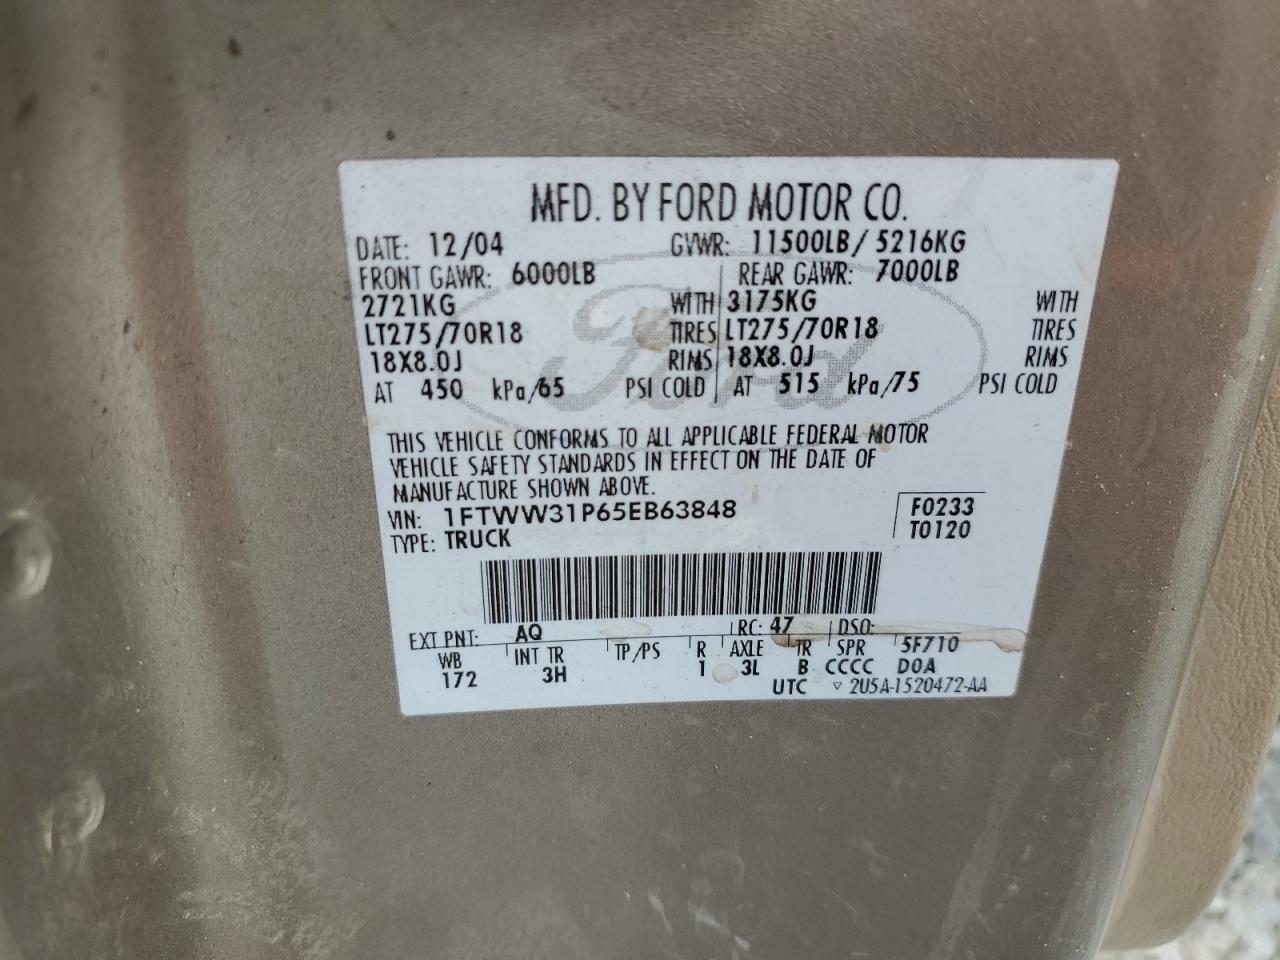 MFD. BY FORD MOTOR CO.
DATE: 12/04 GVWR: 11500LB/ 5216KG
FRONT GAWR: 6000LB REAR GAWR: 7000LB
2721KG WITH 3175KG WITH
LT275/70R18 TIRES LT275/70R18 TIRES
18X8.0J RIMS 18X8.0J RIMS
AT 450 kPa/65 PSI COLD AT 515 kPa/75 PSI COLD
Ford
THIS VEHICLE CONFORMS TO ALL APPLICABLE FEDERAL MOTOR
VEHICLE SAFETY STANDARDS IN EFFECT ON THE DATE OF
MANUFACTURE SHOWN ABOVE.
VIN: 1FTWW31P65EB63848 F0233
TYPE: TRUCK T0120
EXT PNT: AQ RC: 47 DSO:
WB INT TR TP/PS R AXLE TR SPR 5F710
172 3H 1 3L B CCCC D0A
UTC ▽ 2U5A-1520472-AA